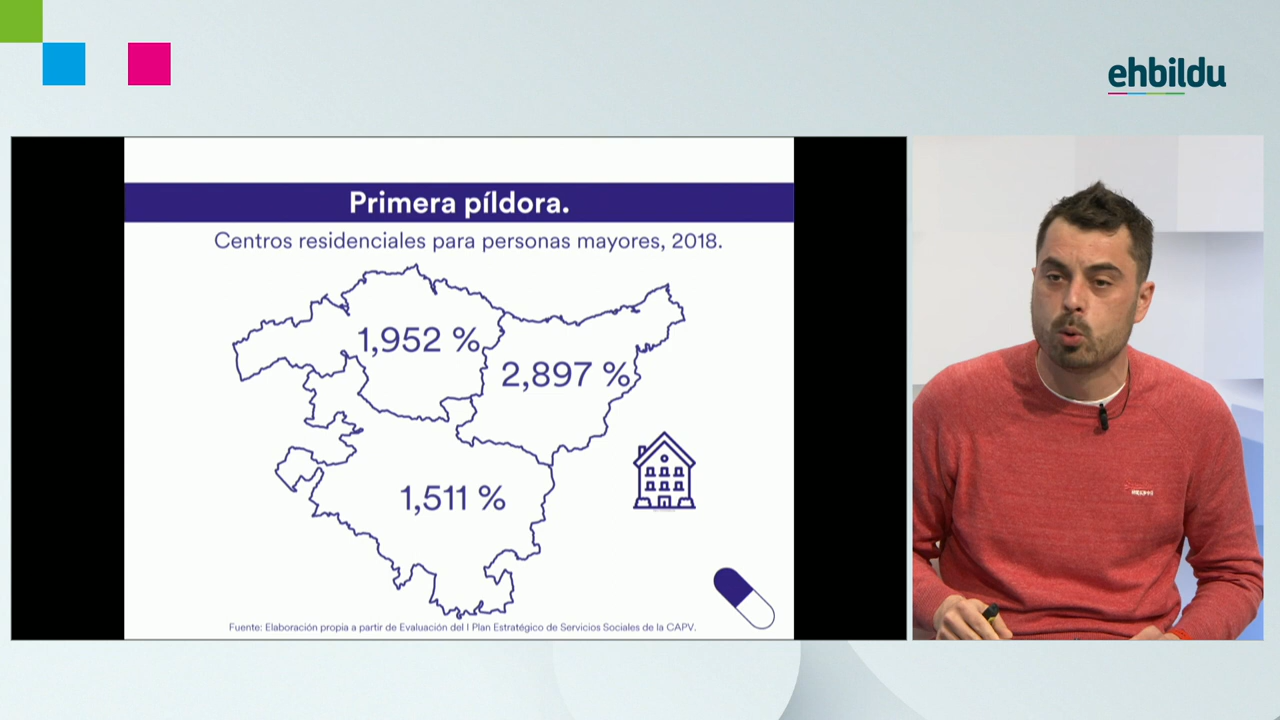 ehbildu
Primera píldora.
Centros residenciales para personas mayores, 2018.
1,952 %
2,897 %
1,511 %
Fuente: Elaboración propia a partir de Evaluación del I Plan Estratégico de Servicios Sociales de la CAPV.